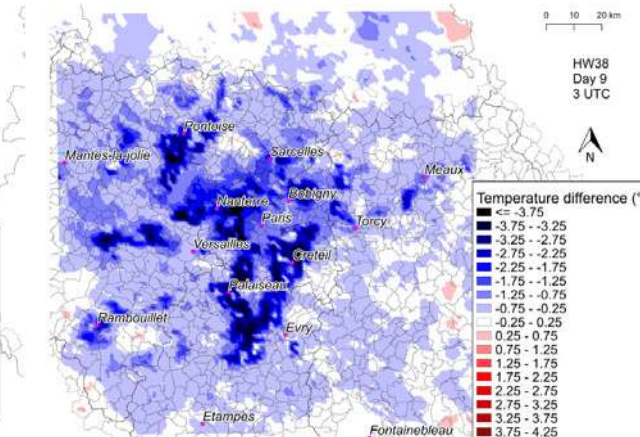 0 10 20 km
HW38
Day 9
3 UTC
N
Pontoise
Mantes-la-jolie
Sarcelles
Meaux
Nanterre
Bobigny
Paris
Torcy
Versailles
Creteil
Palaiseau
Rambouillet
Evry
Etampes
Fontainebleau
Temperature difference (°
<= -3.75
-3.75 - -3.25
-3.25 - -2.75
-2.75 - -2.25
-2.25 - -1.75
-1.75 - -1.25
-1.25 - -0.75
-0.75 - -0.25
-0.25 - 0.25
0.25 - 0.75
0.75 - 1.25
1.25 - 1.75
1.75 - 2.25
2.25 - 2.75
2.75 - 3.25
3.25 - 3.75
3.75 - 4.25